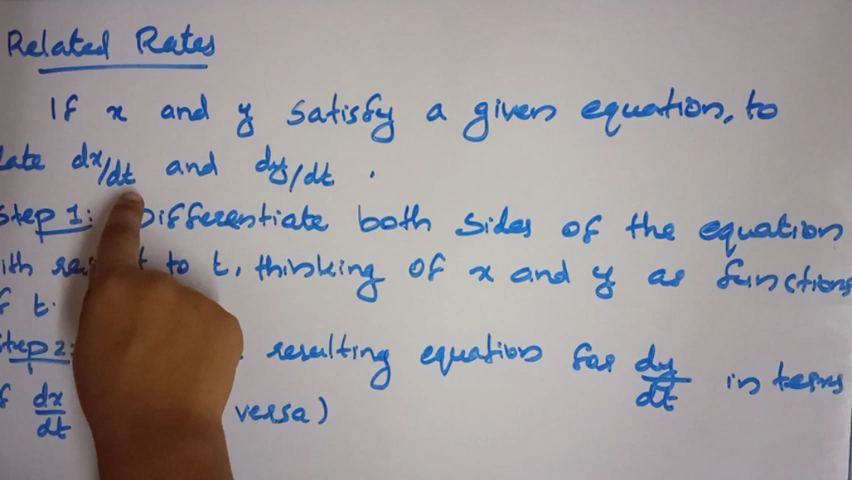 Related Rates
If x and y satisfy a given equation, to
late dx/dt and dy/dt .
Step 1: Differentiate both sides of the equation
ith t to t, thinking of x and y as functions
f t.
Step 2: resulting equation for dy/dt in terms
f dx/dt versa)